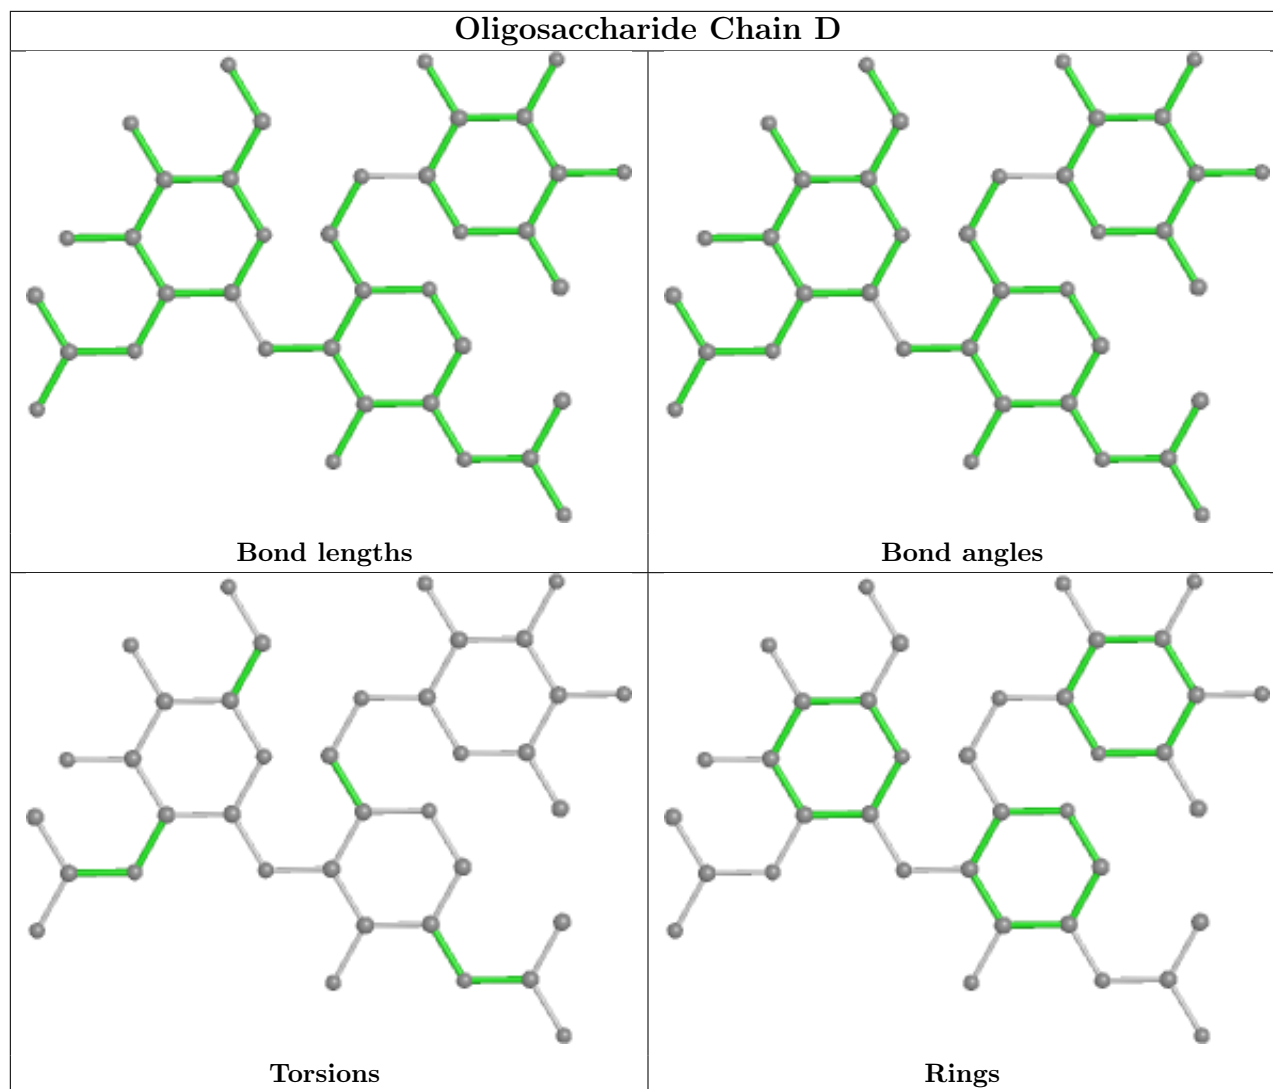 Oligosaccharide Chain D
Bond lengths
Bond angles
Torsions
Rings